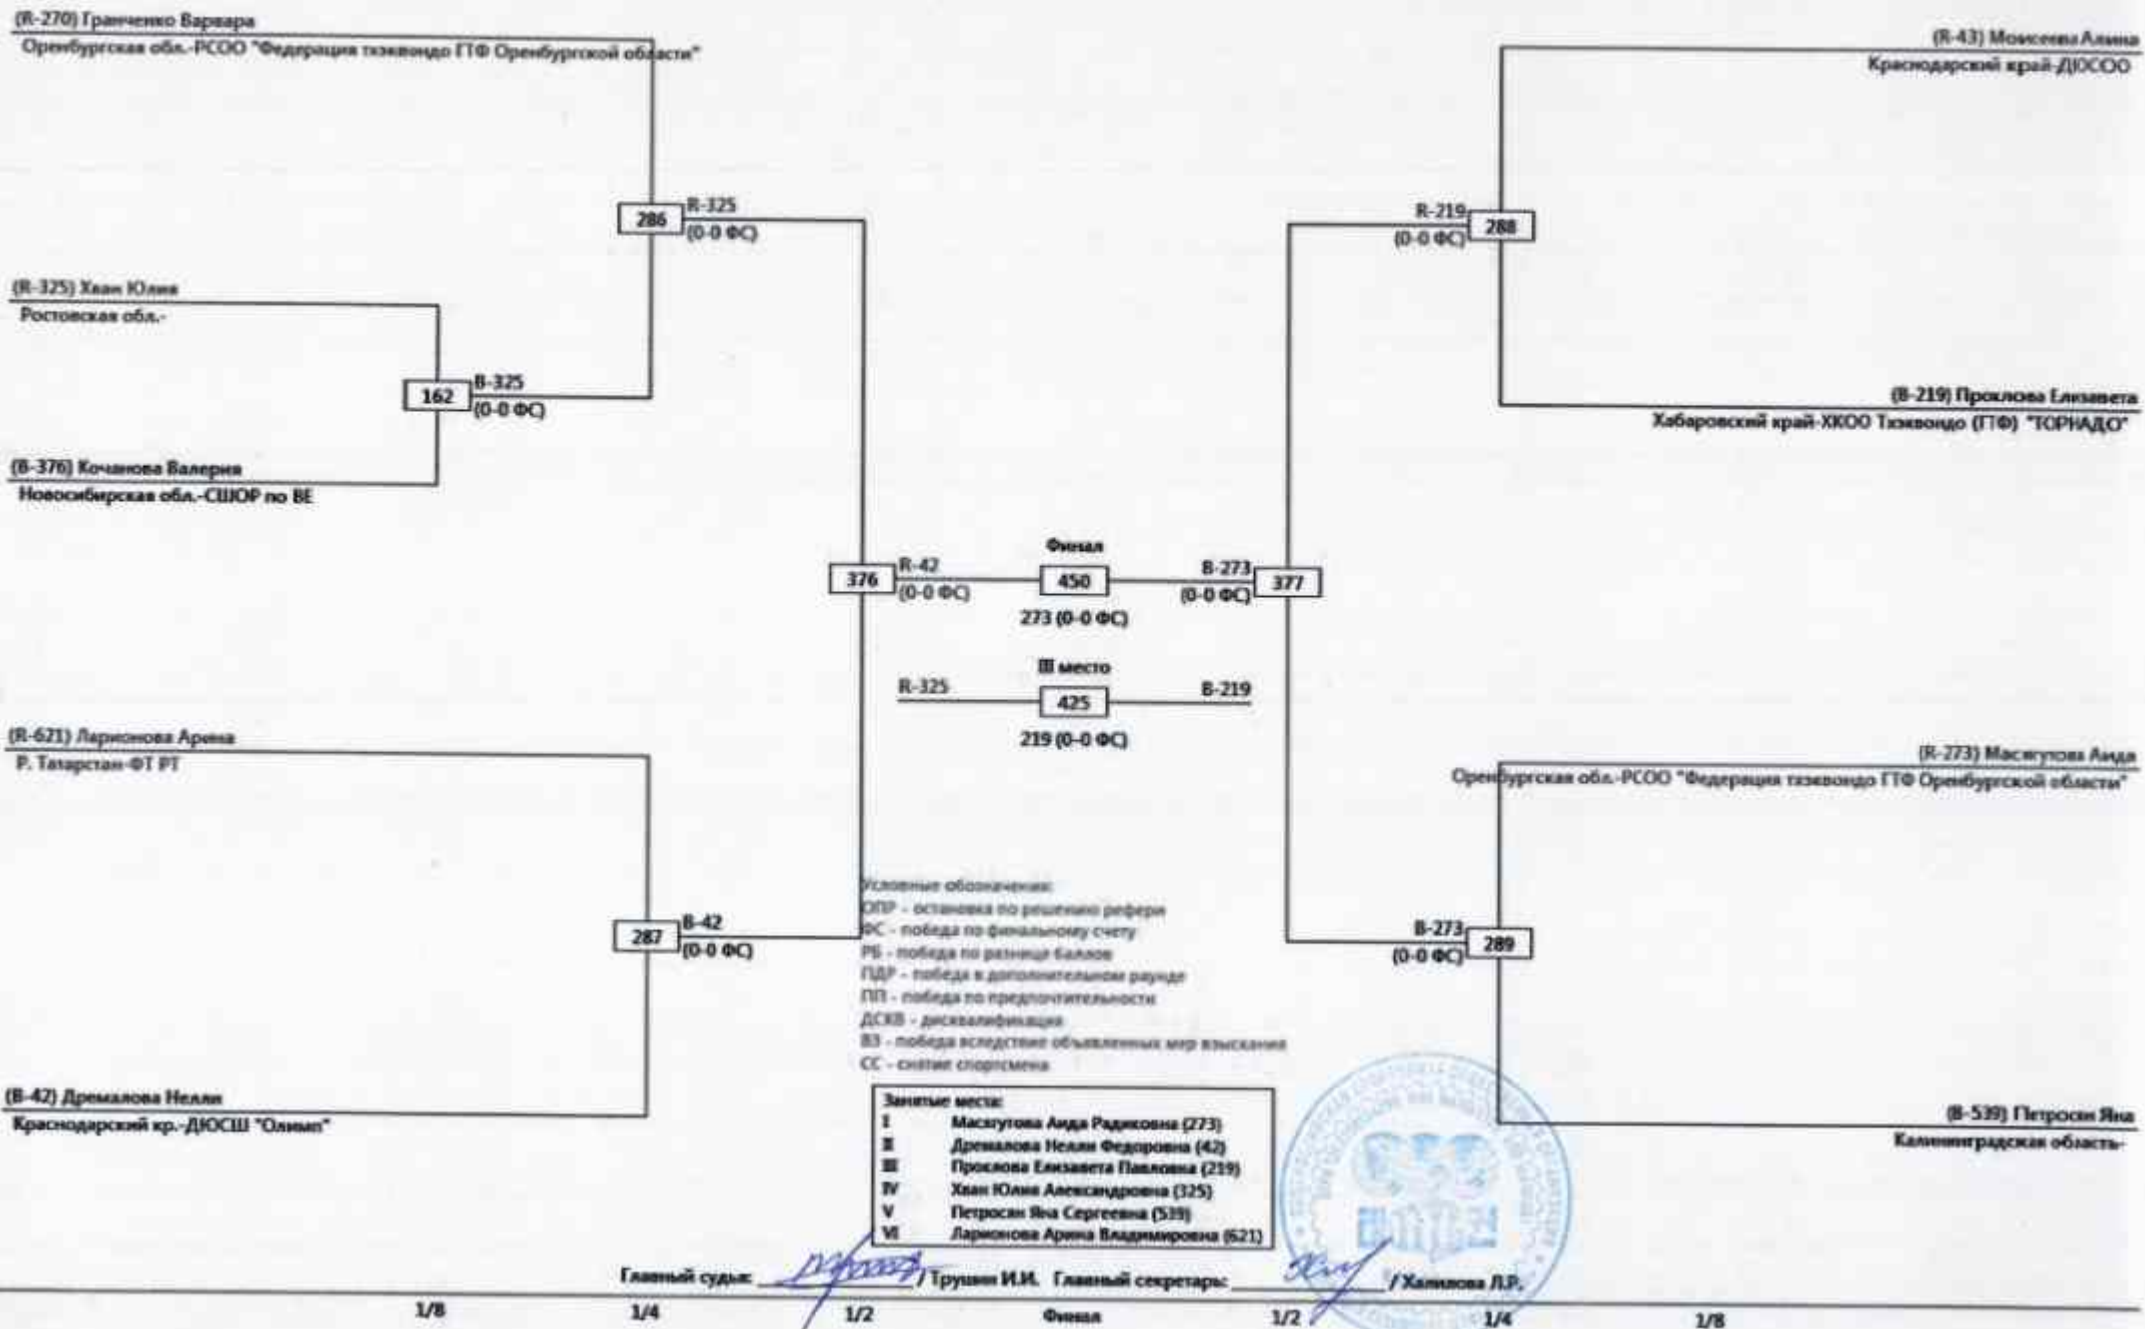 (R-270) Гранченко Варвара
Оренбургская обл.-РСОО "Федерация тхэквондо ГТФ Оренбургской области"
(R-43) Моисеева Алина
Краснодарский край-ДЮСОО
286
R-325
(0-0 ФС)
R-219
(0-0 ФС)
288
(R-325) Хван Юлия
Ростовская обл.-
162
B-325
(0-0 ФС)
(B-219) Проклова Елизавета
Хабаровский край-ХКОО Тхэквондо (ГТФ) "ТОРНАДО"
(B-376) Кочанова Валерия
Новосибирская обл.-СШОР по ВЕ
Финал
376
R-42
(0-0 ФС)
450
B-273
(0-0 ФС)
377
273 (0-0 ФС)
III место
R-325
425
B-219
219 (0-0 ФС)
(R-621) Ларионова Арина
Р. Татарстан-ФТ РТ
(R-273) Масягутова Аида
Оренбургская обл.-РСОО "Федерация тхэквондо ГТФ Оренбургской области"
287
B-42
(0-0 ФС)
B-273
(0-0 ФС)
289
Условные обозначения:
ОПР - остановка по решению рефери
ФС - победа по финальному счету
РБ - победа по разнице баллов
ПДР - победа в дополнительном раунде
ПП - победа по предпочтительности
ДСКВ - дисквалификация
ВЗ - победа вследствие объявленных мер взыскания
СС - снятие спортсмена
(B-42) Дремалова Нелли
Краснодарский кр.-ДЮСШ "Олимп"
(B-539) Петросян Яна
Калининградская область-
Занятые места:
I Масягутова Аида Радиковна (273)
II Дремалова Нелли Федоровна (42)
III Проклова Елизавета Павловна (219)
IV Хван Юлия Александровна (325)
V Петросян Яна Сергеевна (539)
VI Ларионова Арина Владимировна (621)
Главный судья: / Трушин И.И. Главный секретарь: / Халилова Л.Р.
1/8 1/4 1/2 Финал 1/2 1/4 1/8